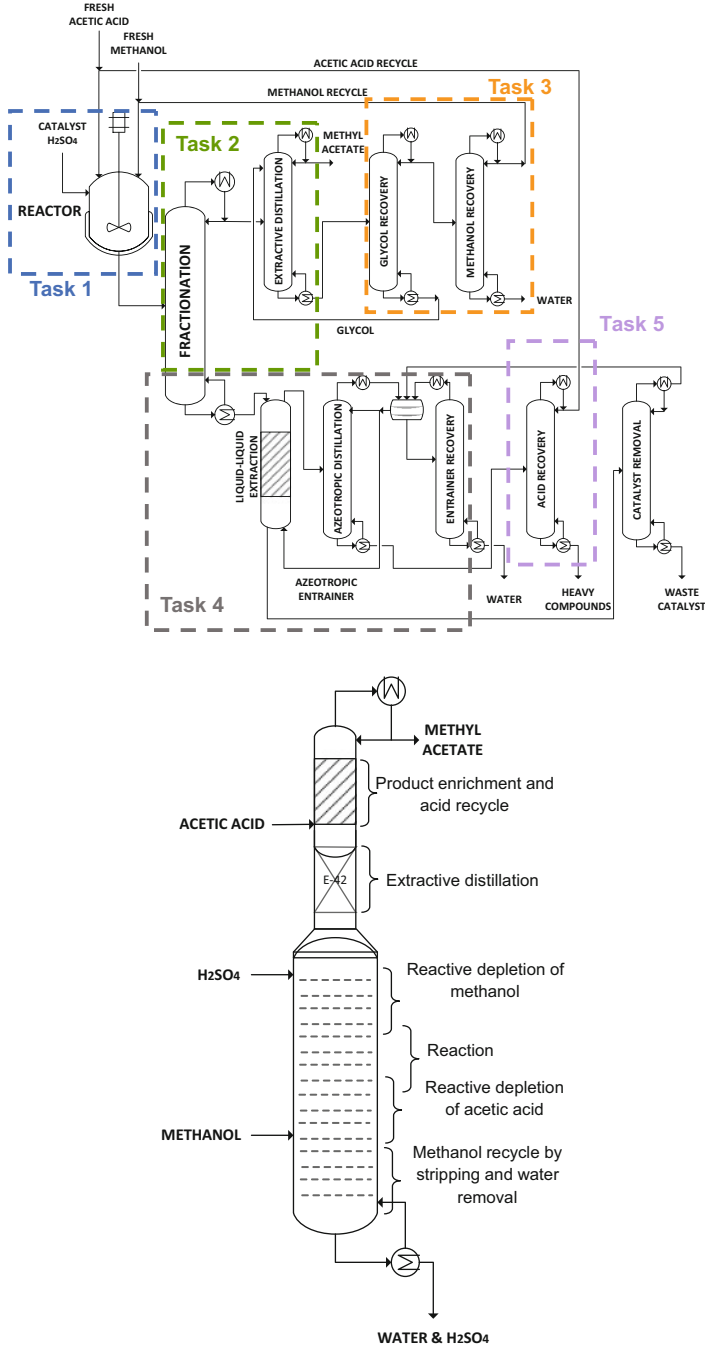 FRESH
ACETIC ACID
FRESH
METHANOL
ACETIC ACID RECYCLE
METHANOL RECYCLE
Task 3
CATALYST
H2SO4
Task 2
METHYL
ACETATE
REACTOR
EXTRACTIVE DISTILLATION
GLYCOL RECOVERY
METHANOL RECOVERY
Task 1
FRACTIONATION
WATER
GLYCOL
Task 5
LIQUID-LIQUID
EXTRACTION
AZEOTROPIC DISTILLATION
ENTRAINER RECOVERY
ACID RECOVERY
CATALYST REMOVAL
AZEOTROPIC
ENTRAINER
Task 4
WATER
HEAVY
COMPOUNDS
WASTE
CATALYST
METHYL
ACETATE
Product enrichment and
acid recycle
ACETIC ACID
E-42
Extractive distillation
H2SO4
Reactive depletion of
methanol
Reaction
Reactive depletion
of acetic acid
METHANOL
Methanol recycle by
stripping and water
removal
WATER & H2SO4